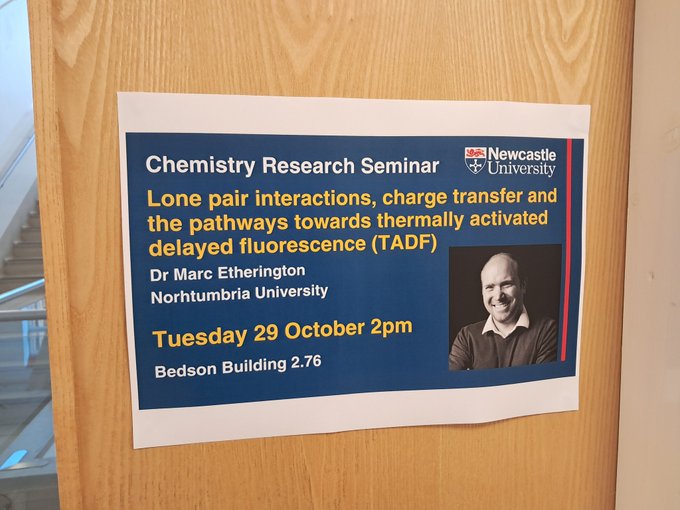 Chemistry Research Seminar
Newcastle
University
Lone pair interactions, charge transfer and
the pathways towards thermally activated
delayed fluorescence (TADF)
Dr Marc Etherington
Norhtumbria University
Tuesday 29 October 2pm
Bedson Building 2.76